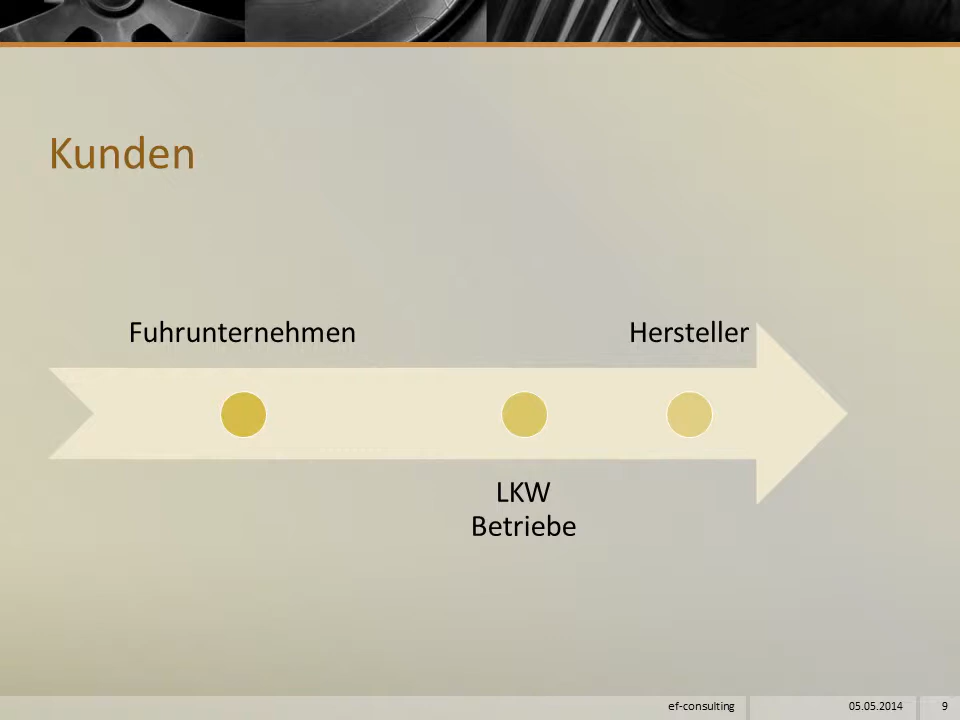 Kunden
Fuhrunternehmen
Hersteller
LKW
Betriebe
ef-consulting
05.05.2014
9